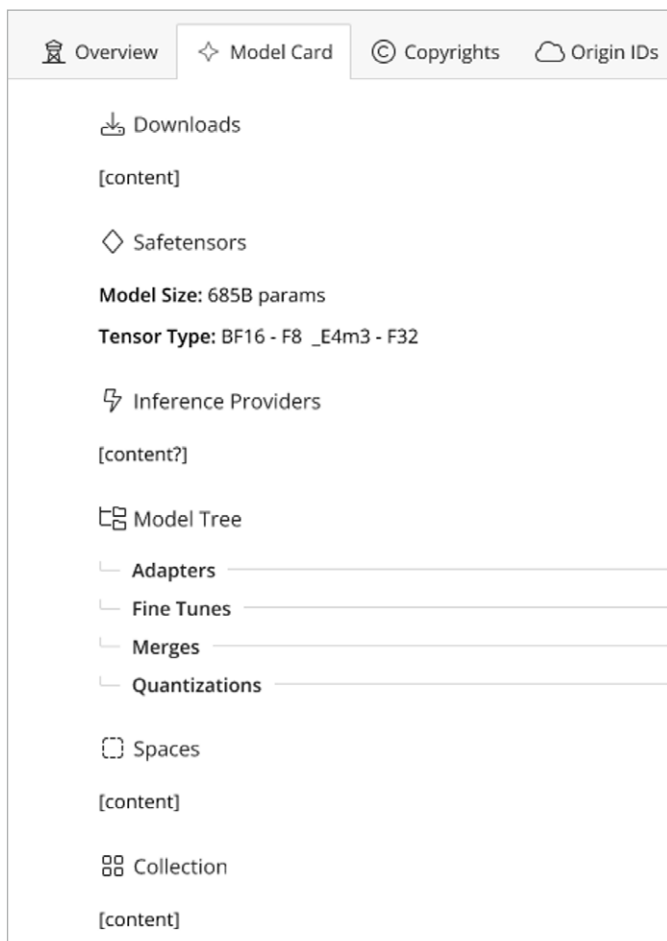 Overview Model Card Copyrights Origin IDs
Downloads
[content]
Safetensors
Model Size: 685B params
Tensor Type: BF16 - F8 _E4m3 - F32
Inference Providers
[content?]
Model Tree
Adapters
Fine Tunes
Merges
Quantizations
Spaces
[content]
Collection
[content]